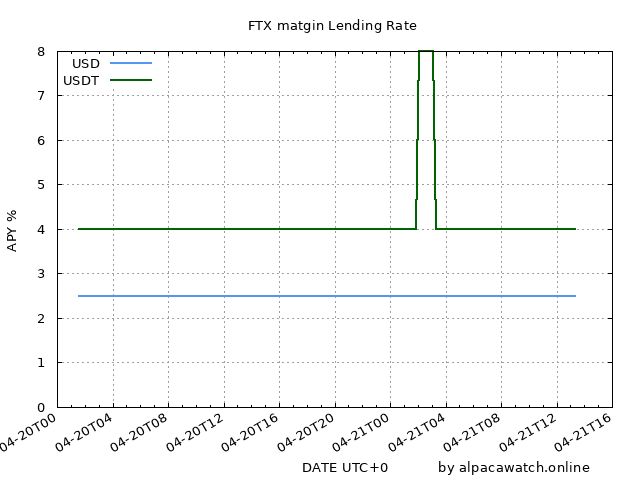 FTX matgin Lending Rate
USD
USDT
8
7
6
5
4
3
2
1
0
APY %
04-20T00
04-20T04
04-20T08
04-20T12
04-20T16
04-20T20
04-21T00
04-21T04
04-21T08
04-21T12
04-21T16
DATE UTC+0
by alpacawatch.online